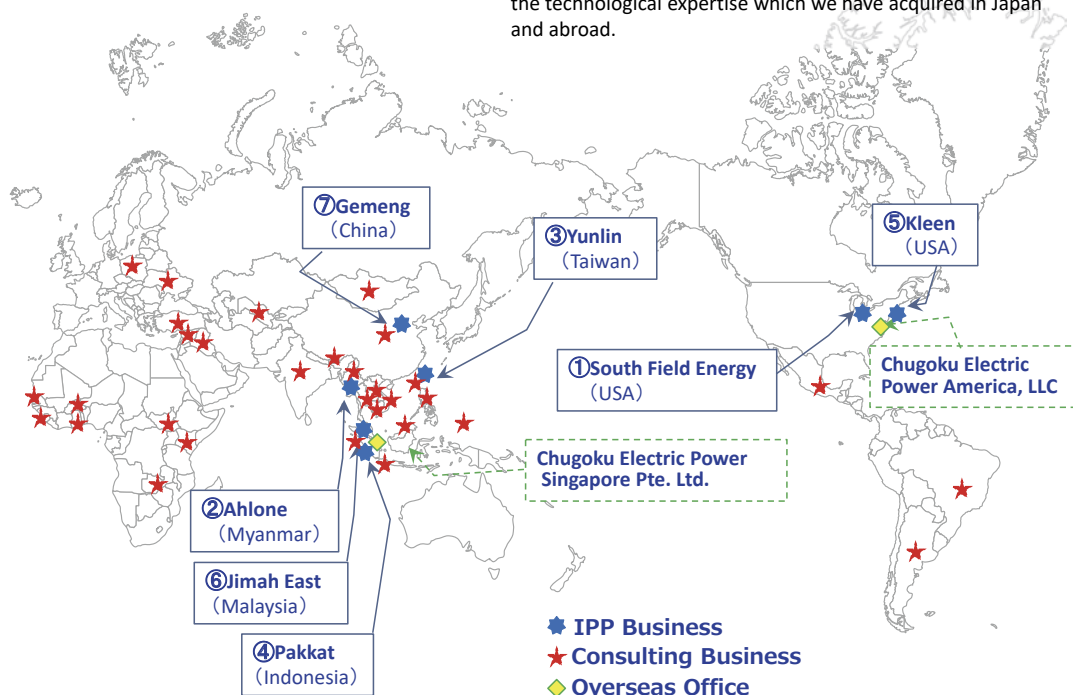 the technological expertise which we have acquired in Japan
and abroad.
⑦Gemeng
（China）
③Yunlin
（Taiwan）
⑤Kleen
（USA）
①South Field Energy
（USA）
Chugoku Electric
Power America, LLC
Chugoku Electric Power
Singapore Pte. Ltd.
②Ahlone
（Myanmar）
⑥Jimah East
（Malaysia）
④Pakkat
（Indonesia）
IPP Business
Consulting Business
Overseas Office